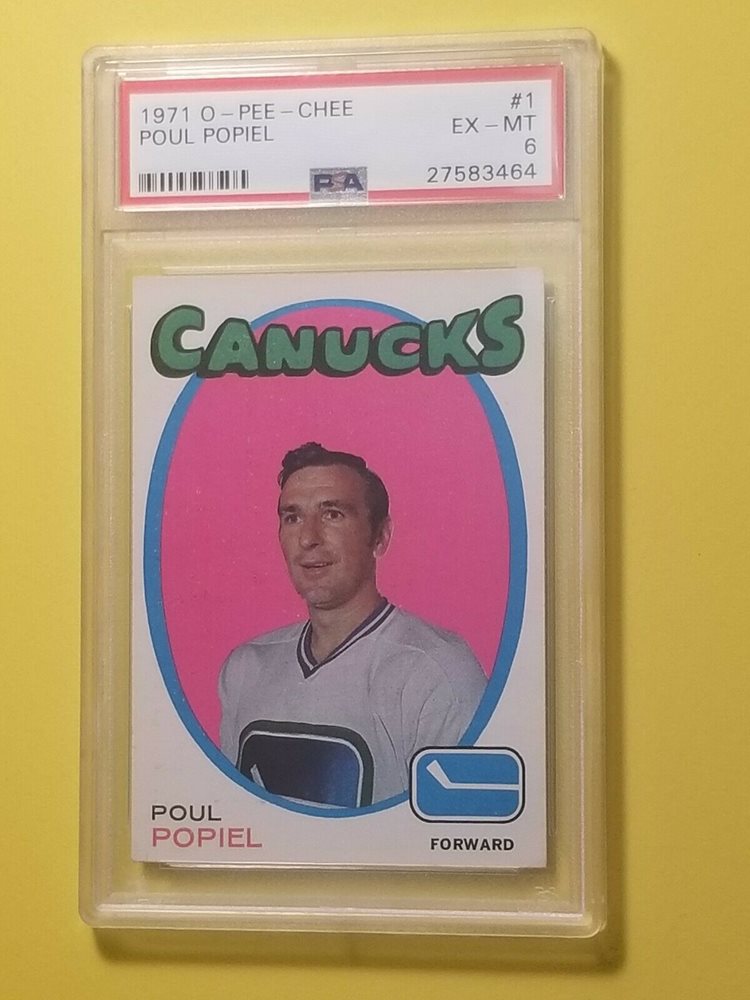 1971 O-PEE-CHEE #1
POUL POPIEL EX-MT
6
PSA 27583464
CANUCKS
POUL
POPIEL
FORWARD